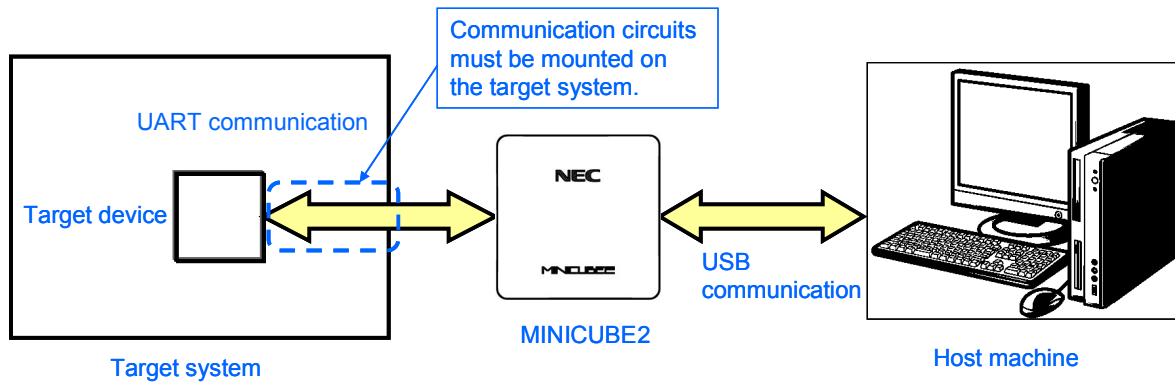 Communication circuits
must be mounted on
the target system.
UART communication
Target device
NEC
MINICUBE2
USB
communication
MINICUBE2
Target system
Host machine